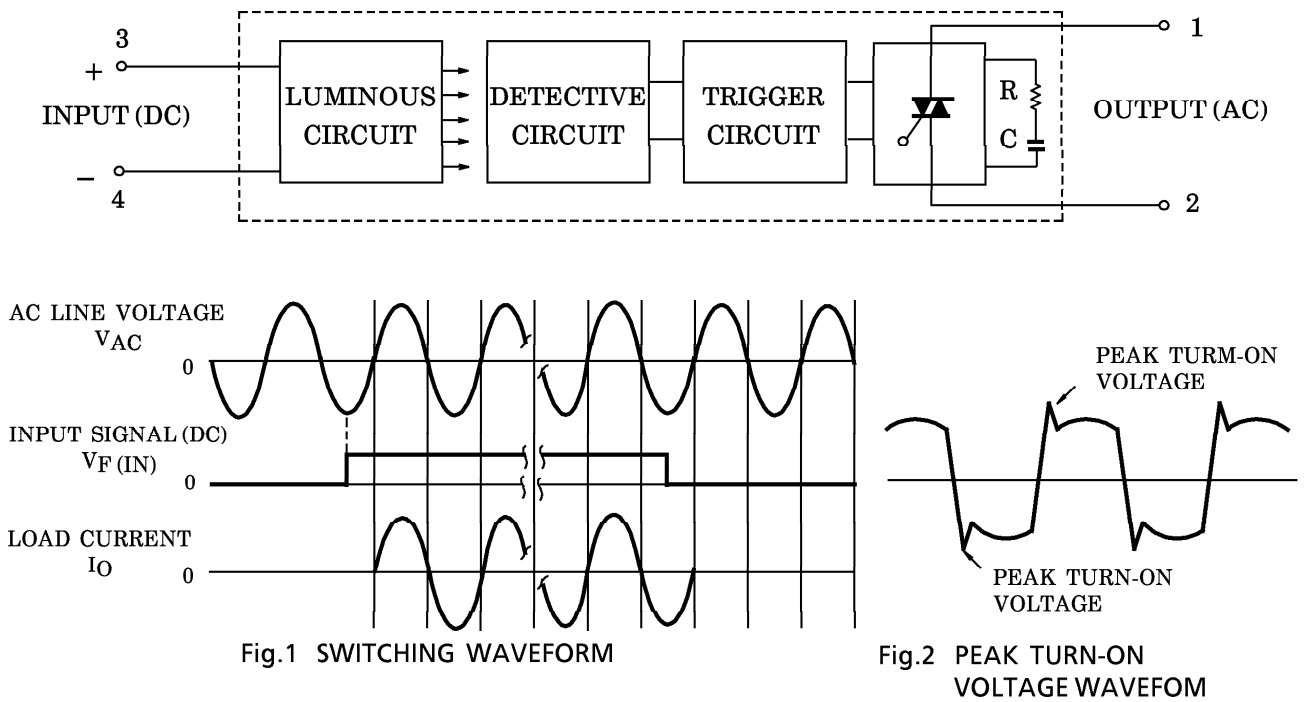 3
+
INPUT (DC)
−
4
LUMINOUS
CIRCUIT
DETECTIVE
CIRCUIT
TRIGGER
CIRCUIT
R
C
1
OUTPUT (AC)
2
AC LINE VOLTAGE
VAC
0
INPUT SIGNAL (DC)
VF (IN)
0
LOAD CURRENT
IO
0
Fig.1 SWITCHING WAVEFORM
PEAK TURM-ON
VOLTAGE
PEAK TURN-ON
VOLTAGE
Fig.2 PEAK TURN-ON
VOLTAGE WAVEFOM